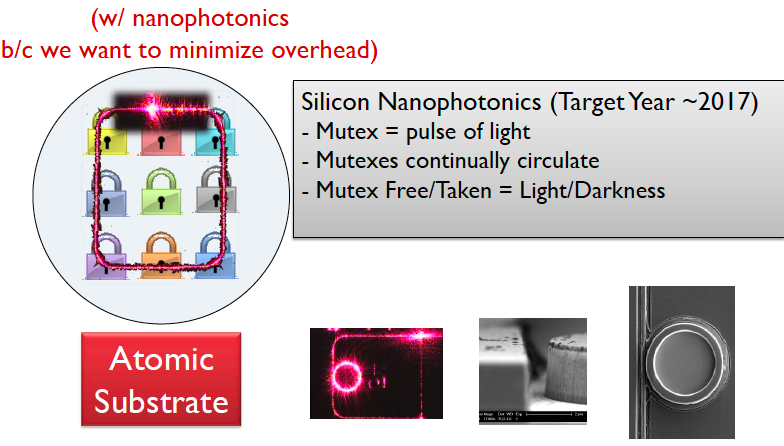 (w/ nanophotonics
b/c we want to minimize overhead)
Silicon Nanophotonics (Target Year ~2017)
- Mutex = pulse of light
- Mutexes continually circulate
- Mutex Free/Taken = Light/Darkness
Atomic
Substrate